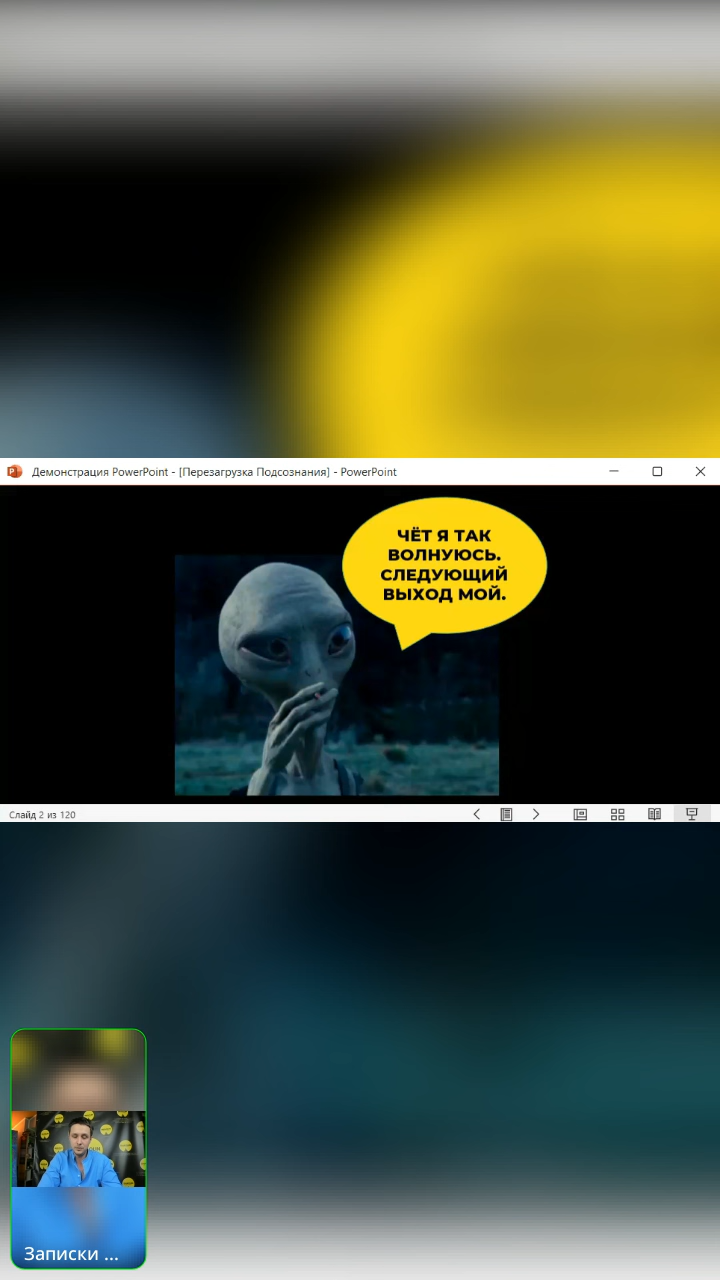 Демонстрация PowerPoint - [Перезагрузка Подсознания] - PowerPoint
ЧЁТ Я ТАК
ВОЛНУЮСЬ.
СЛЕДУЮЩИЙ
ВЫХОД МОЙ.
Слайд 2 из 120
Записки ...